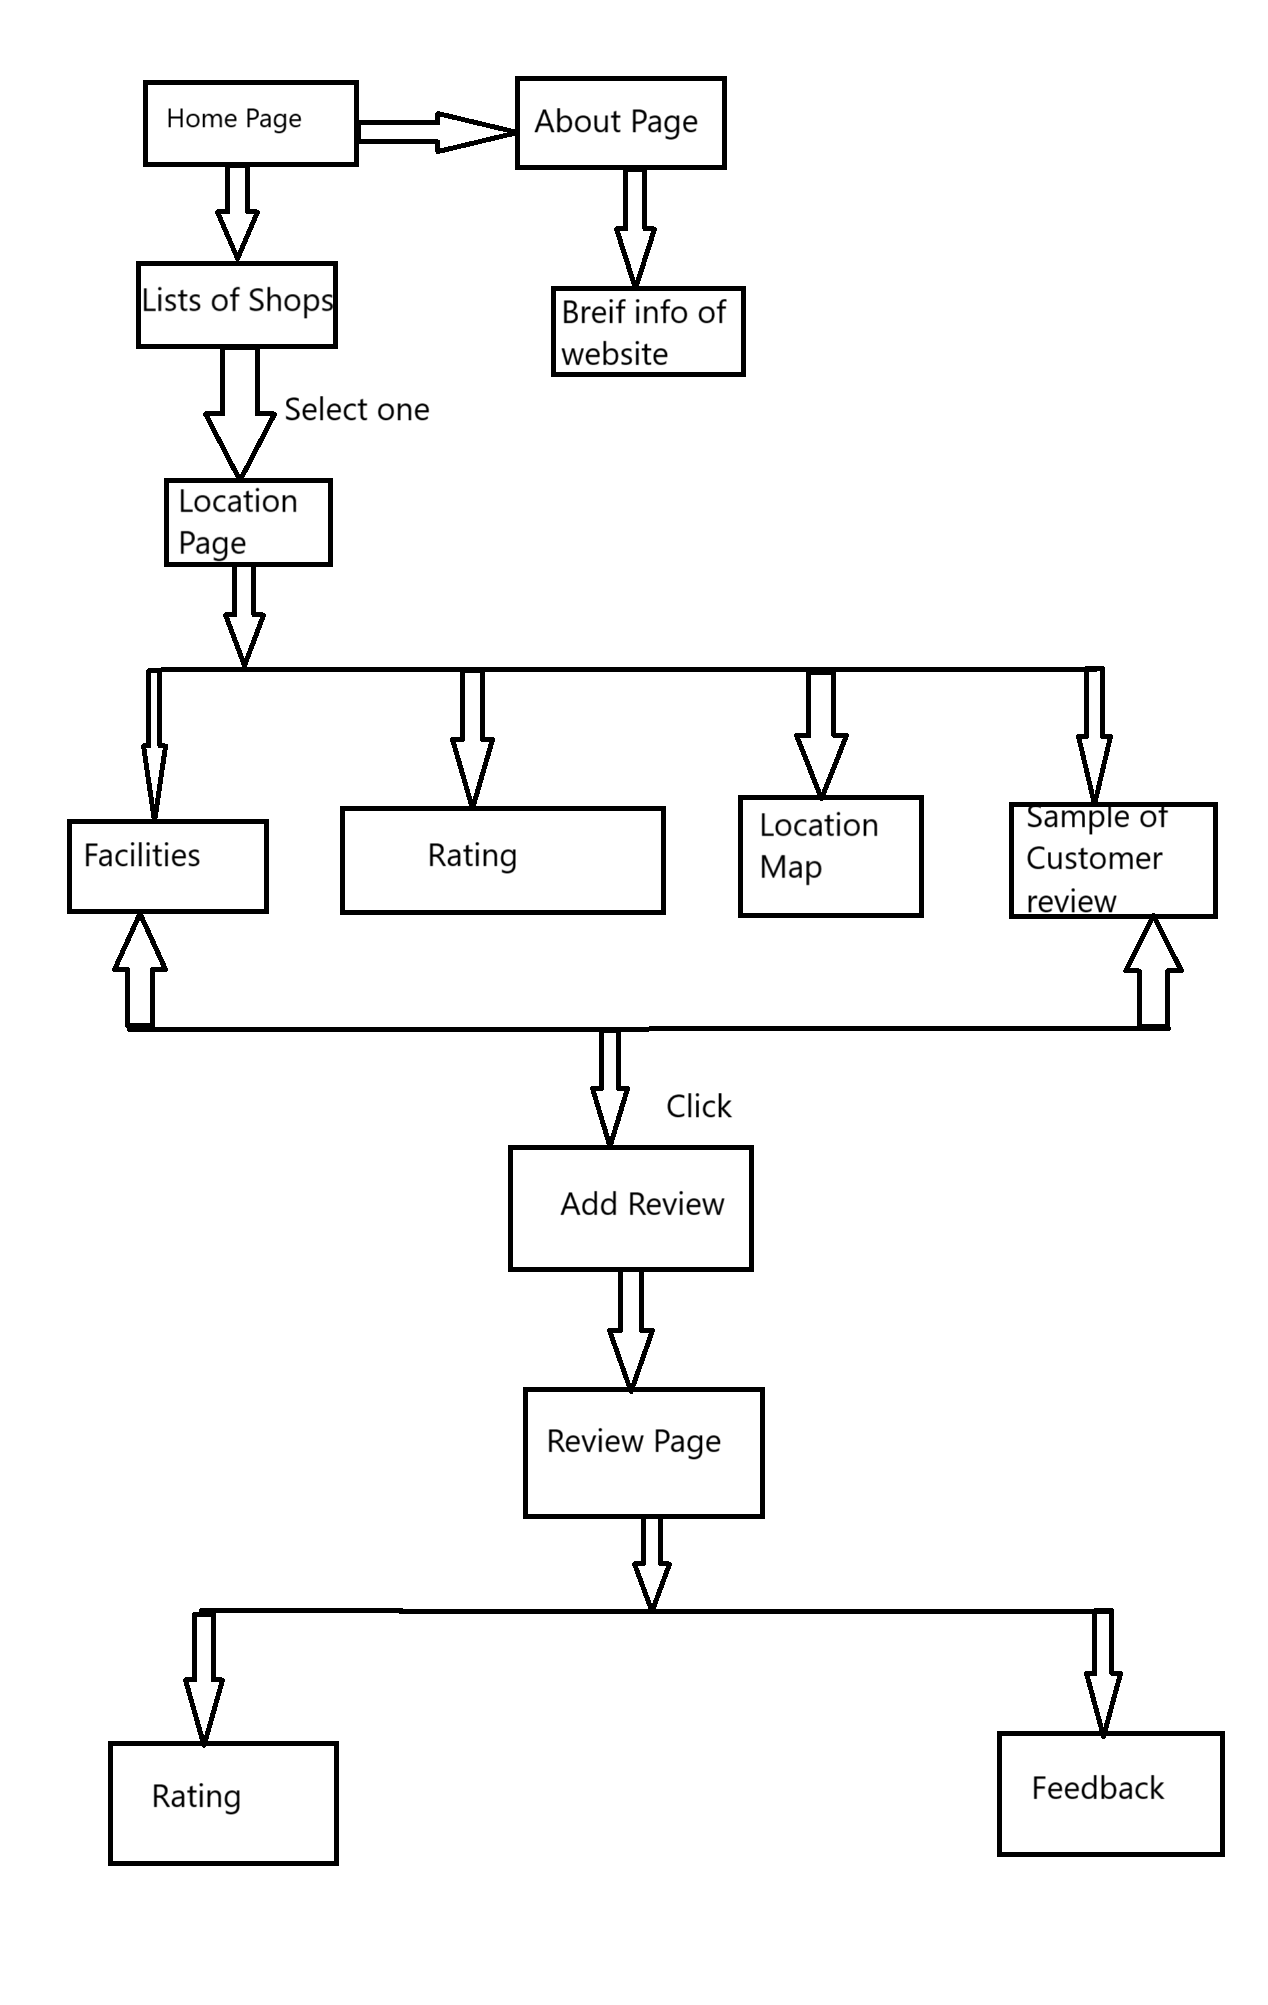 Home Page
About Page
Lists of Shops
Breif info of
website
Select one
Location
Page
Facilities
Rating
Location
Map
Sample of
Customer
review
Click
Add Review
Review Page
Rating
Feedback